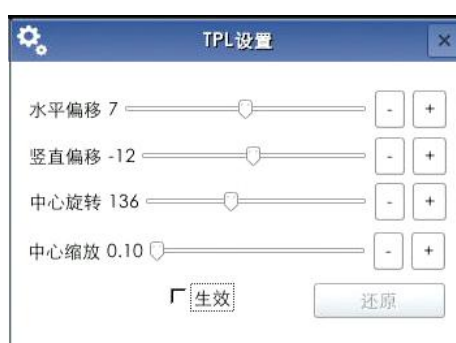 TPL设置
水平偏移 7 - +
竖直偏移 -12 - +
中心旋转 136 - +
中心缩放 0.10 - +
生效 还原